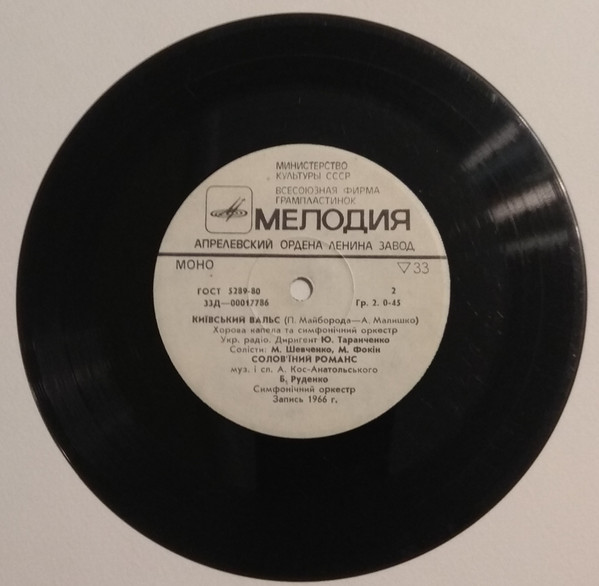 МИНИСТЕРСТВО
КУЛЬТУРЫ СССР
ВСЕСОЮЗНАЯ ФИРМА
ГРАМПЛАСТИНОК
МЕЛОДИЯ
АПРЕЛЕВСКИЙ ОРДЕНА ЛЕНИНА ЗАВОД
МОНО ▽33
ГОСТ 5289-80 2
33Д—00017786 Гр. 2. 0-45
КИЇВСЬКИЙ ВАЛЬС (П. Майборода—А. Малишко)
Хорова капела та симфонічний оркестр
Укр. радіо. Диригент Ю. Таранченко
Солісти: М. Шевченко, М. Фокін
СОЛОВ'ЇНИЙ РОМАНС
муз. і сл. А. Кос-Анатольського
Б. Руденко
Симфонічний оркестр
Запись 1966 г.